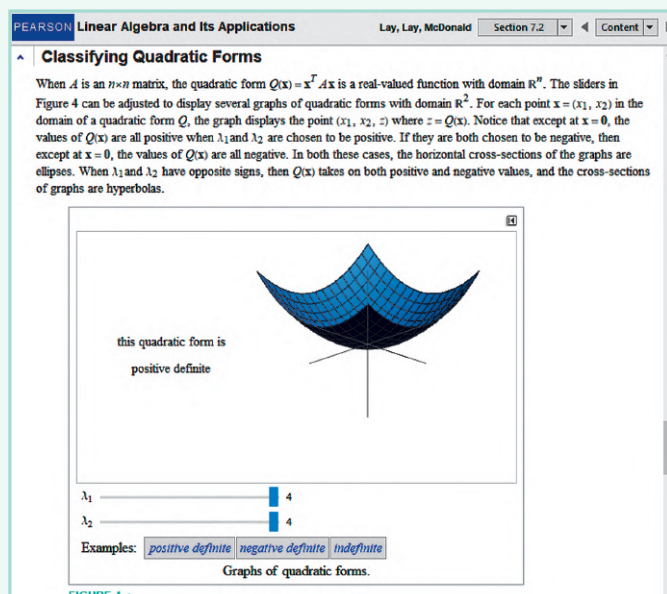 PEARSON Linear Algebra and Its Applications Lay, Lay, McDonald Section 7.2 Content
Classifying Quadratic Forms
When A is an n×n matrix, the quadratic form Q(x) = xᵀ Ax is a real-valued function with domain ℝⁿ. The sliders in
Figure 4 can be adjusted to display several graphs of quadratic forms with domain ℝ². For each point x = (x₁, x₂) in the
domain of a quadratic form Q, the graph displays the point (x₁, x₂, z) where z = Q(x). Notice that except at x = 0, the
values of Q(x) are all positive when λ₁ and λ₂ are chosen to be positive. If they are both chosen to be negative, then
except at x = 0, the values of Q(x) are all negative. In both these cases, the horizontal cross-sections of the graphs are
ellipses. When λ₁ and λ₂ have opposite signs, then Q(x) takes on both positive and negative values, and the cross-sections
of graphs are hyperbolas.
this quadratic form is
positive definite
λ₁ 4
λ₂ 4
Examples: positive definite negative definite indefinite
Graphs of quadratic forms.
FIGURE 4